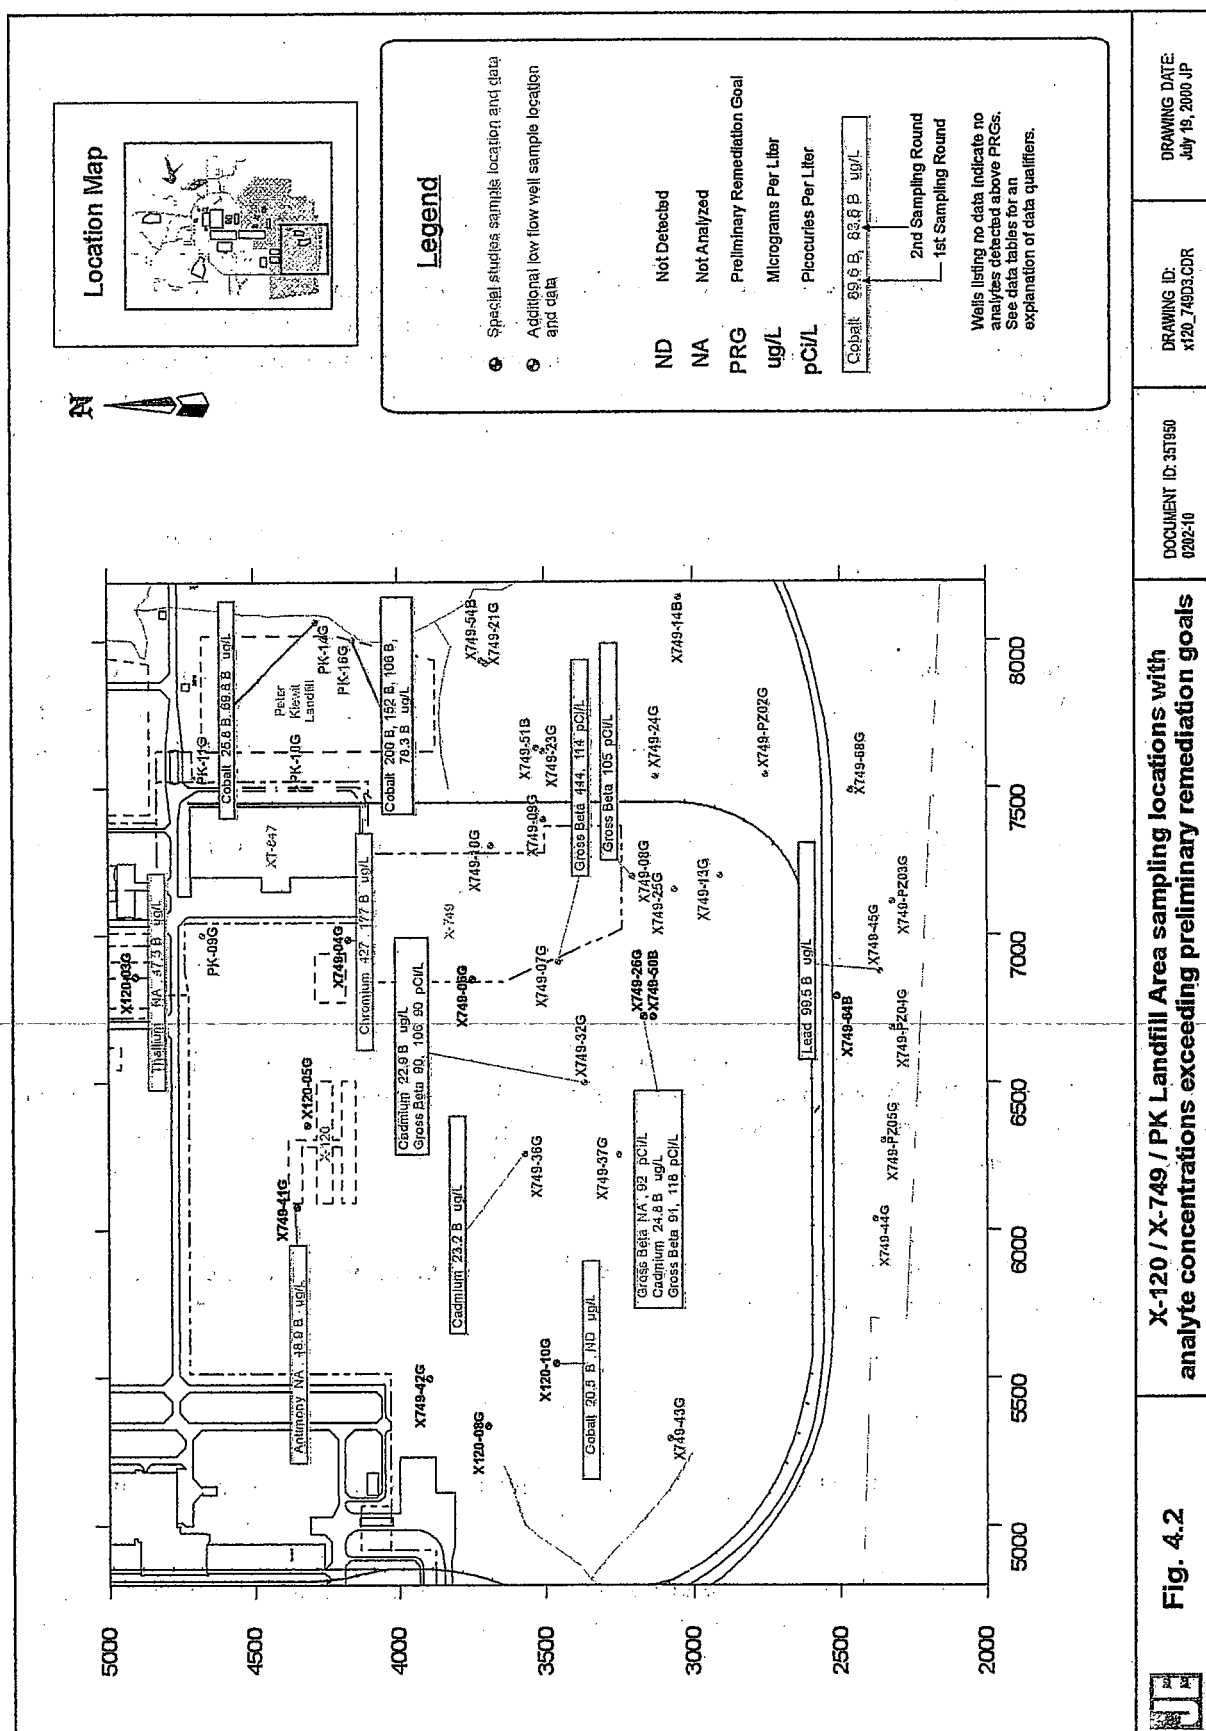 Location Map
N
Legend
Special studies sample location and data
Additional low flow well sample location
and data
ND Not Detected
NA Not Analyzed
PRG Preliminary Remediation Goal
ug/L Micrograms Per Liter
pCi/L Picocuries Per Liter
Cobalt 89.6 B, 83.8 B ug/L
2nd Sampling Round
1st Sampling Round
Wells listing no data indicate no
analytes detected above PRGs.
See data tables for an
explanation of data qualifiers.
5000
4500
4000
3500
3000
2500
2000
5000
5500
6000
6500
7000
7500
8000
Thallium NA, 47.3 B ug/L
X120-03G
PK-09G
XT-847
PK-11G
Cobalt 25.8 B, 69.8 B ug/L
Peter
Kiewit
Landfill
PK-10G
PK-14G
PK-16G
Cobalt 200 B, 152 B, 106 B,
78.3 B ug/L
Antimony NA, 48.9 B ug/L
X749-41G
X120-05G
X-120
X749-04G
Chromium 427, 177 B ug/L
X749-42G
X120-08G
Cadmium 23.2 B ug/L
Cadmium 22.9 B ug/L
Gross Beta 90, 106, 90 pCi/L
X-749
X749-06G
X749-10G
X749-54B
X749-21G
X120-10G
X749-36G
X749-32G
X749-07G
X749-09G
X749-51B
X749-23G
Gross Beta 444, 114 pCi/L
Gross Beta 105 pCi/L
Cobalt 20.5 B, ND ug/L
X749-37G
X749-26G
X749-50B
X749-08G
X749-25G
X749-24G
X749-14B
X749-43G
Gross Beta NA, 92 pCi/L
Cadmium 24.8 B ug/L
Gross Beta 91, 118 pCi/L
X749-13G
X749-PZ02G
Lead 99.5 B ug/L
X749-64B
X749-45G
X749-68G
X749-44G
X749-PZ05G
X749-PZ04G
X749-PZ03G
JE
Fig. 4.2
X-120 / X-749 / PK Landfill Area sampling locations with
analyte concentrations exceeding preliminary remediation goals
DOCUMENT ID: 35T950
0202-10
DRAWING ID:
x120_749D3.CDR
DRAWING DATE:
July 19, 2000 JP